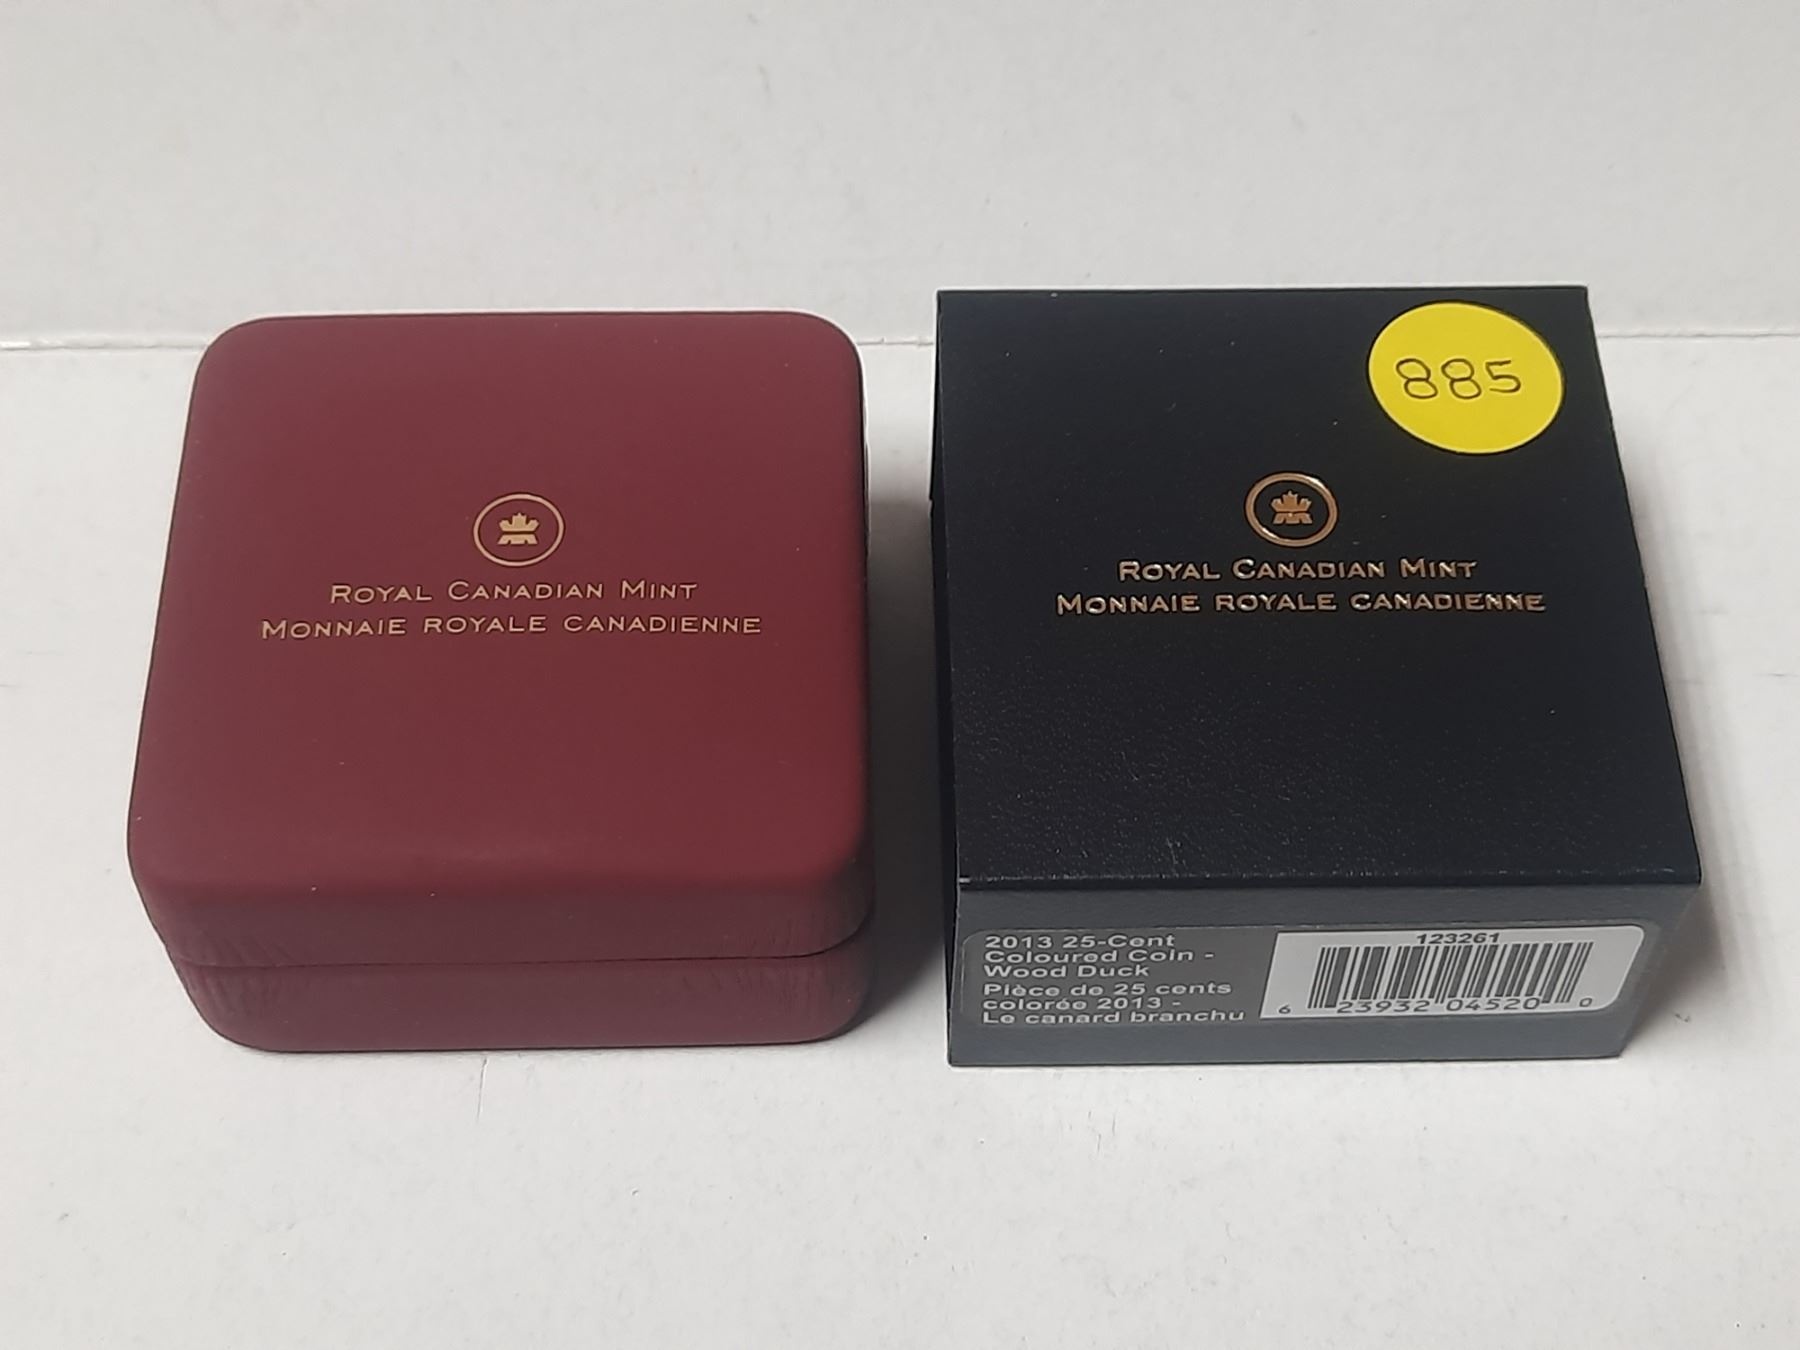 ROYAL CANADIAN MINT
MONNAIE ROYALE CANADIENNE
885
ROYAL CANADIAN MINT
MONNAIE ROYALE CANADIENNE
2013 25-Cent
Coloured Coin -
Wood Duck
Pièce de 25 cents
colorée 2013 -
Le canard branchu
123261
6 23932 04520 0